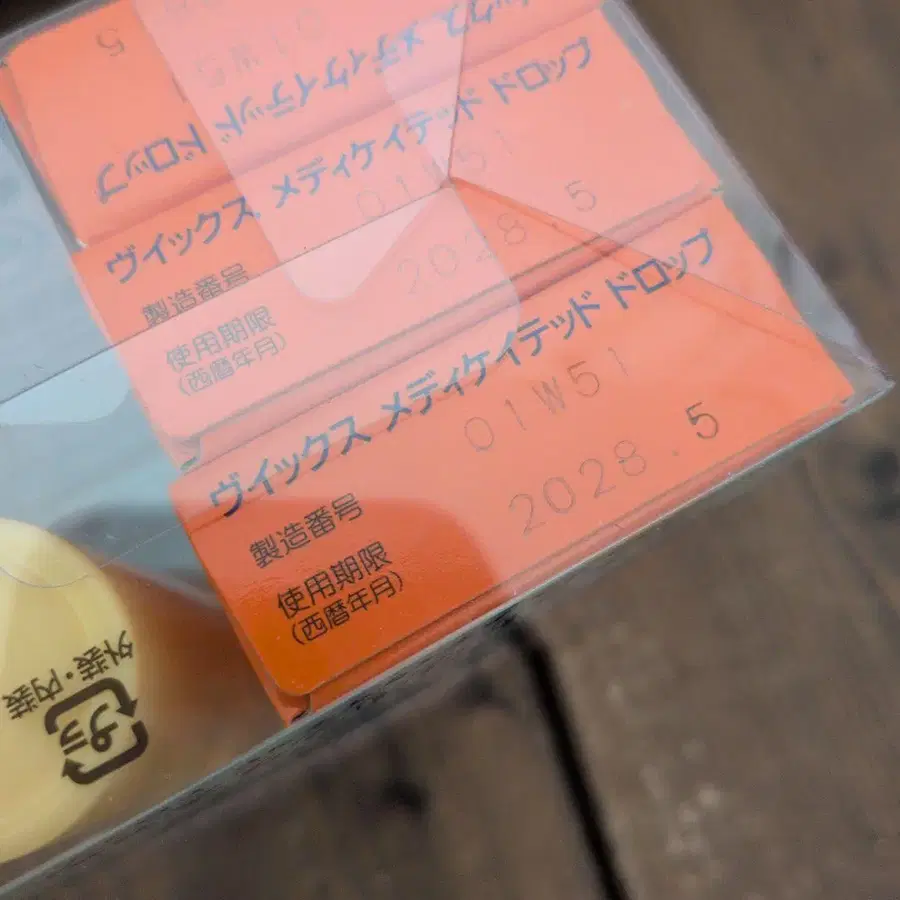 5
01W5
ヴイックス メディケイテッド ドロップ
ヴイックス メディケイテッド ドロップ
01W51
製造番号
2028.5
使用期限
(西暦年月)
ヴイックス メディケイテッド ドロップ
01W51
製造番号
2028.5
使用期限
(西暦年月)
外装・内装
プラ